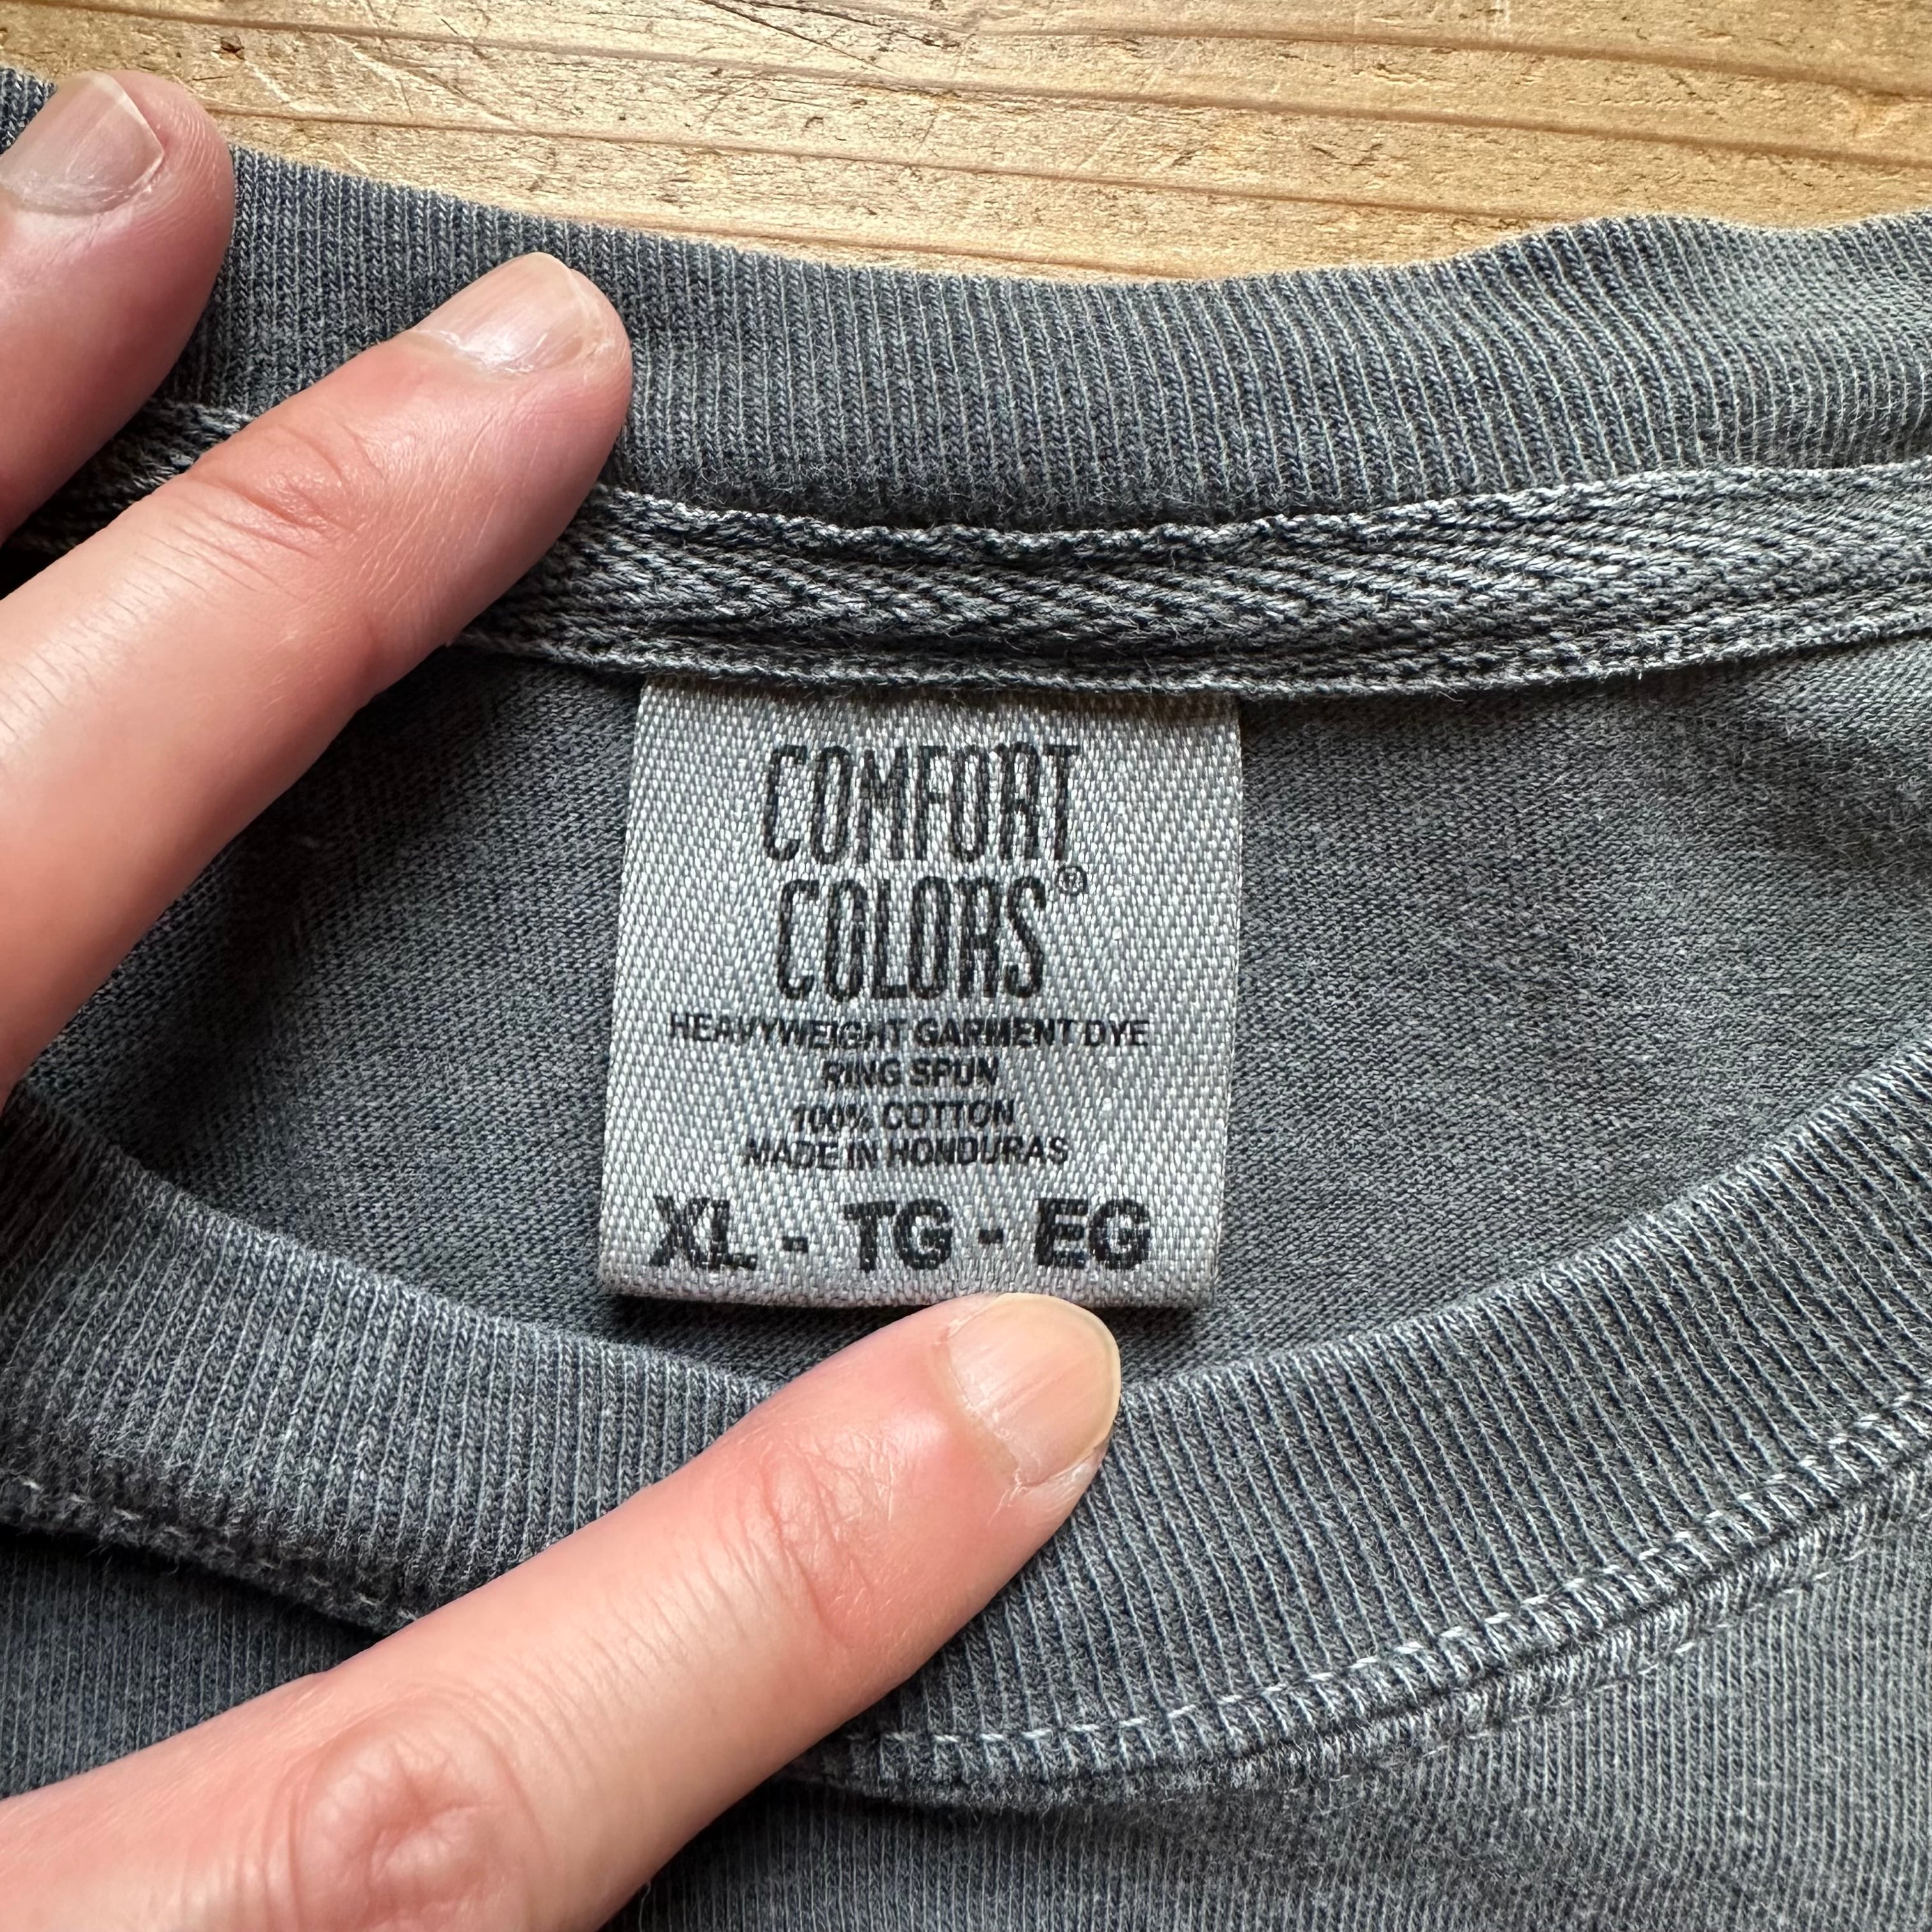 COMFORT
COLORS®
HEAVYWEIGHT GARMENT DYE
RING SPUN
100% COTTON
MADE IN HONDURAS
XL - TG - EG